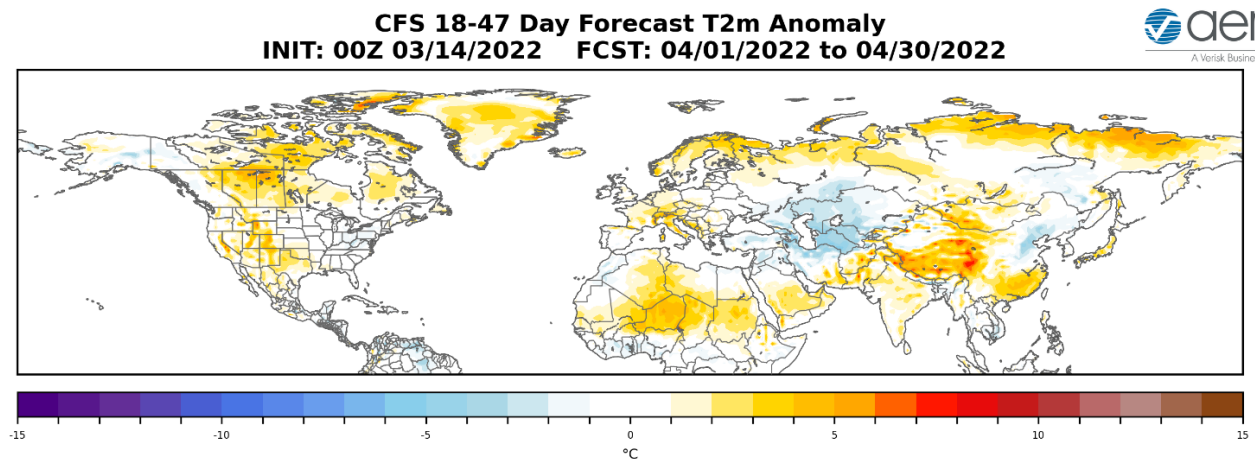 CFS 18-47 Day Forecast T2m Anomaly
INIT: 00Z 03/14/2022 FCST: 04/01/2022 to 04/30/2022
aer
A Verisk Busine
-15 -10 -5 0 5 10 15
°C